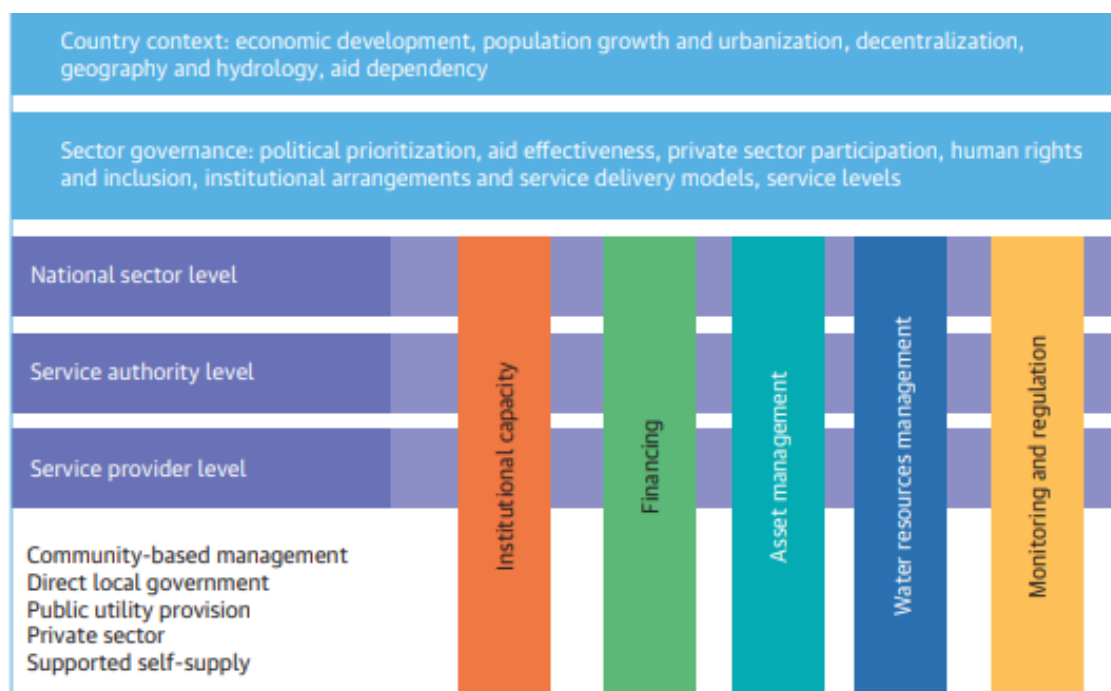 Country context: economic development, population growth and urbanization, decentralization,
geography and hydrology, aid dependency
Sector governance: political prioritization, aid effectiveness, private sector participation, human rights
and inclusion, institutional arrangements and service delivery models, service levels
National sector level
Service authority level
Service provider level
Community-based management
Direct local government
Public utility provision
Private sector
Supported self-supply
Institutional capacity
Financing
Asset management
Water resources management
Monitoring and regulation